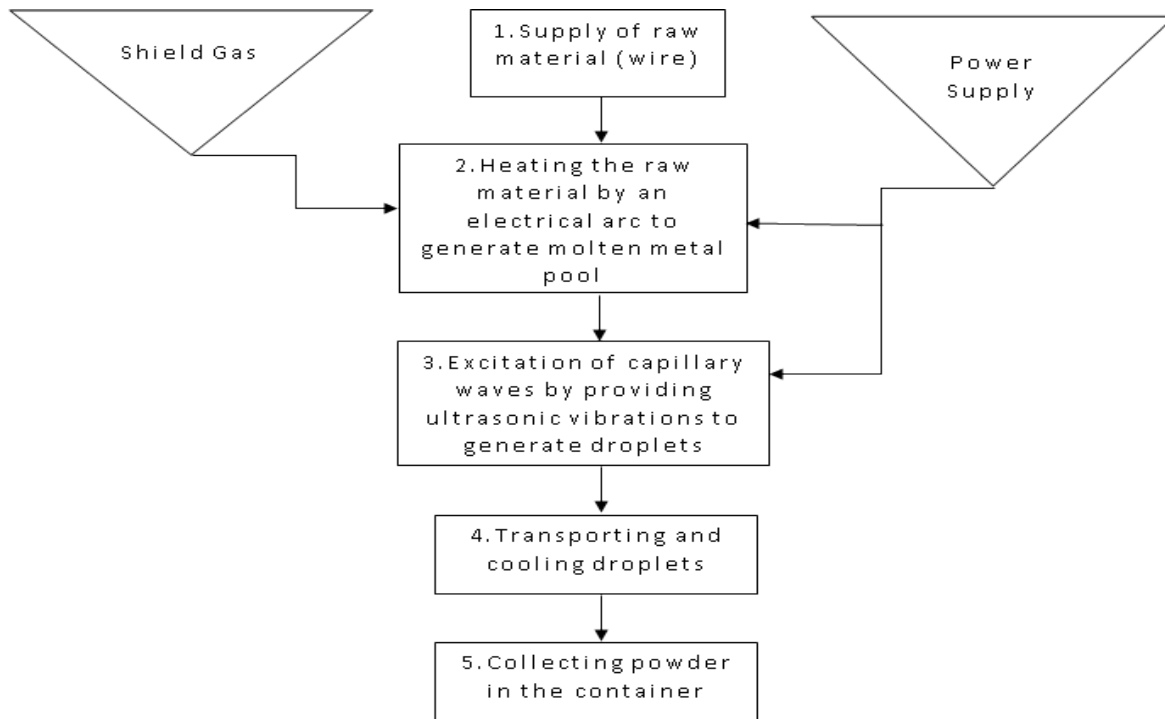 Shield Gas
1.Supply of raw
material (wire)
Power
Supply
2.Heating the raw
material by an
electrical arc to
generate molten metal
pool
3.Excitation of capillary
waves by providing
ultrasonic vibrations to
generate droplets
4.Transporting and
cooling droplets
5.Collecting powder
in the container